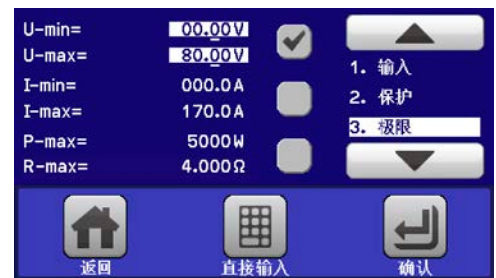 U-min= 00.00V
U-max= 80.00V
I-min= 000.0A
I-max= 170.0A
P-max= 5000W
R-max= 4.000Ω
1. 输入
2. 保护
3. 极限
返回
直接输入
确认